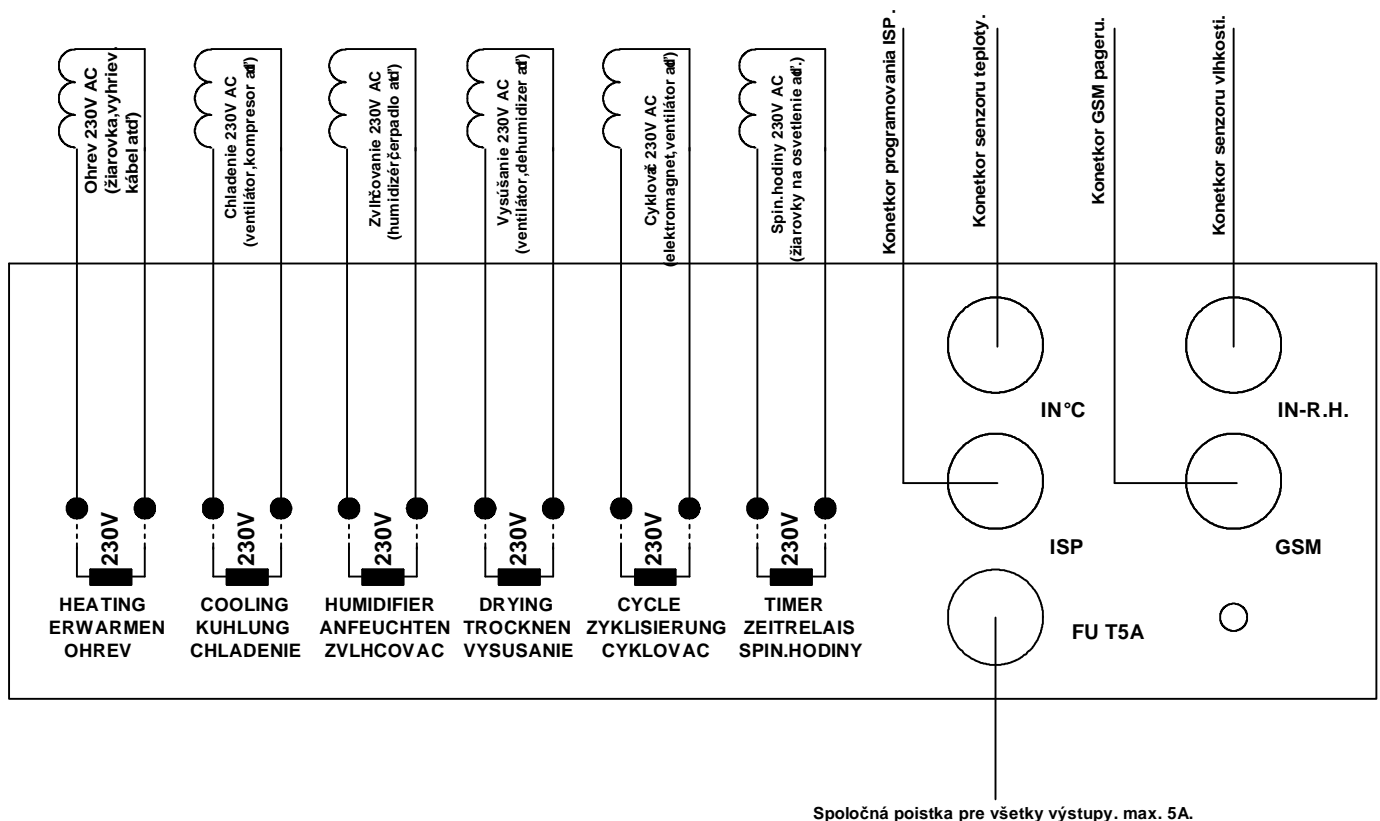 Ohrev 230V AC
(žiarovka,vyhriev.
kábel atď)
Chladenie 230V AC
(ventilátor,kompresor aď)
Zvlhčovanie 230V AC
(humidizér,čerpadlo atď)
Vysúšanie 230V AC
(ventilátor,dehumidizer aď)
Cyklovač 230V AC
(elektromagnet,ventilátor aď)
Spin.hodiny 230V AC
(žiarovky na osvetlenie aď.)
Konetkor programovania ISP.
Konetkor senzoru teploty.
Konetkor GSM pageru.
Konetkor senzoru vlhkosti.
IN°C
IN-R.H.
ISP
GSM
FU T5A
230V
230V
230V
230V
230V
230V
HEATING
ERWARMEN
OHREV
COOLING
KUHLUNG
CHLADENIE
HUMIDIFIER
ANFEUCHTEN
ZVLHCOVAC
DRYING
TROCKNEN
VYSUSANIE
CYCLE
ZYKLISIERUNG
CYKLOVAC
TIMER
ZEITRELAIS
SPIN.HODINY
Spoločná poistka pre všetky výstupy. max. 5A.